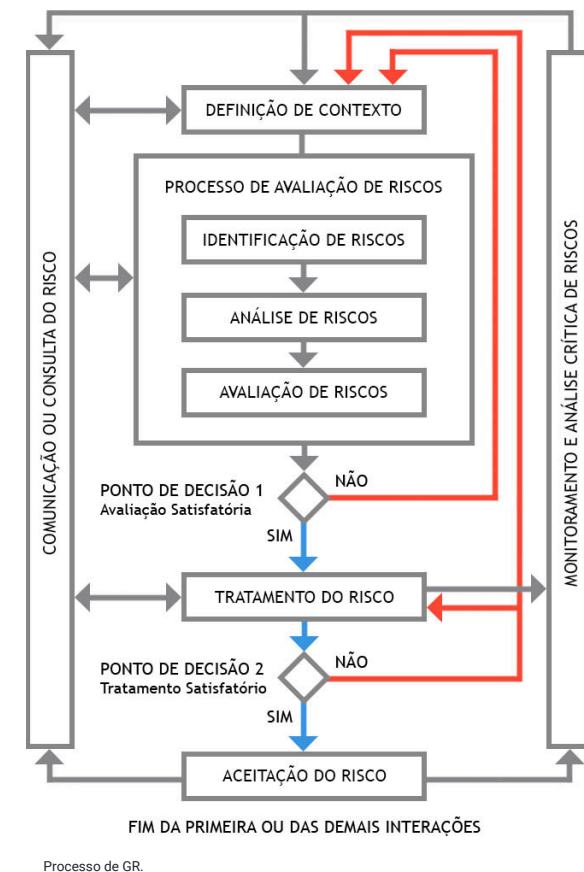 DEFINIÇÃO DE CONTEXTO
PROCESSO DE AVALIAÇÃO DE RISCOS
IDENTIFICAÇÃO DE RISCOS
ANÁLISE DE RISCOS
AVALIAÇÃO DE RISCOS
COMUNICAÇÃO OU CONSULTA DO RISCO
MONITORAMENTO E ANÁLISE CRÍTICA DE RISCOS
PONTO DE DECISÃO 1
Avaliação Satisfatória
NÃO
SIM
TRATAMENTO DO RISCO
PONTO DE DECISÃO 2
Tratamento Satisfatório
NÃO
SIM
ACEITAÇÃO DO RISCO
FIM DA PRIMEIRA OU DAS DEMAIS INTERAÇÕES
Processo de GR.